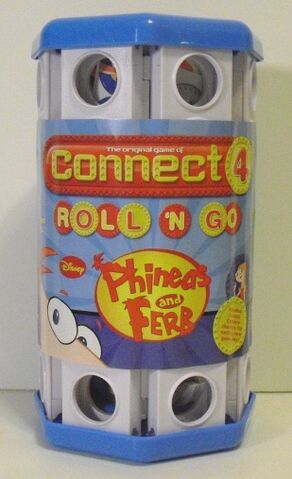 The original game of
Connect 4
ROLL 'N GO
Disney
Phineas
and
FERB